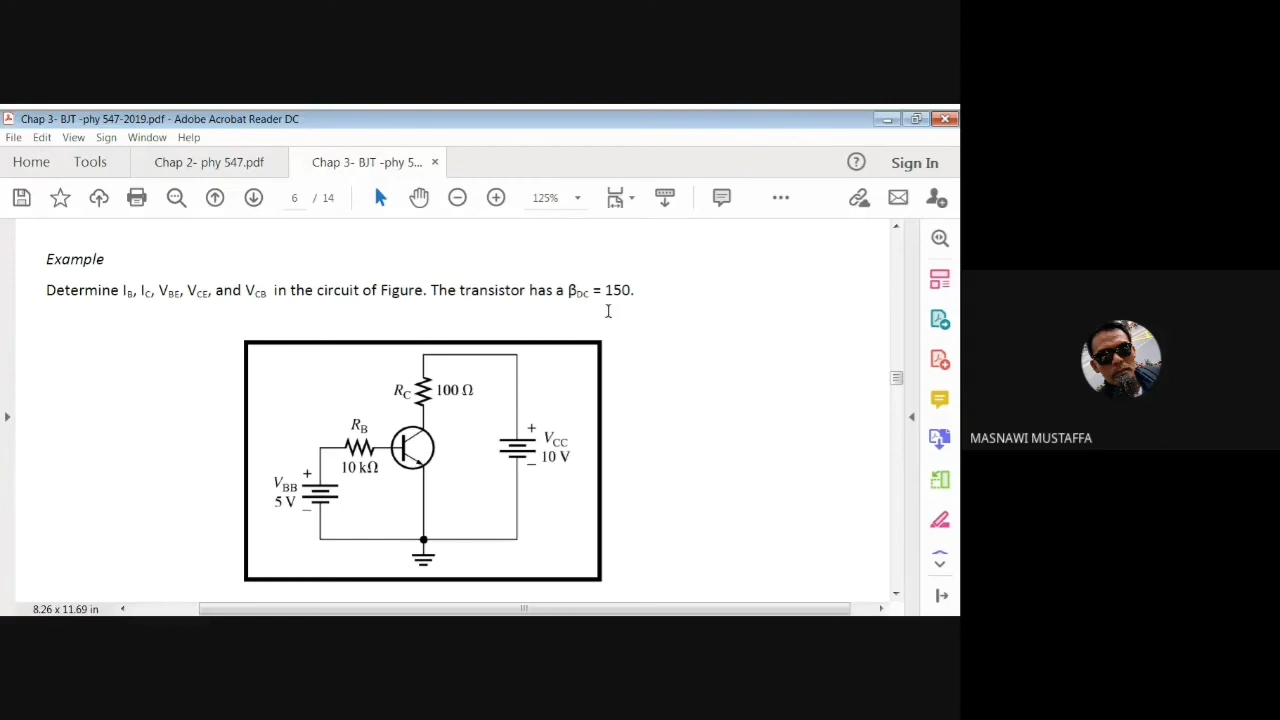 Chap 3- BJT -phy 547-2019.pdf - Adobe Acrobat Reader DC
File Edit View Sign Window Help
Home Tools Chap 2- phy 547.pdf Chap 3- BJT -phy 5... × ? Sign In
6 / 14 125% •••
Example
Determine IB, IC, VBE, VCE, and VCB in the circuit of Figure. The transistor has a βDC = 150.
RC 100 Ω
RB
10 kΩ
+
VCC
10 V
−
+
VBB
5 V
−
MASNAWI MUSTAFFA
8.26 x 11.69 in